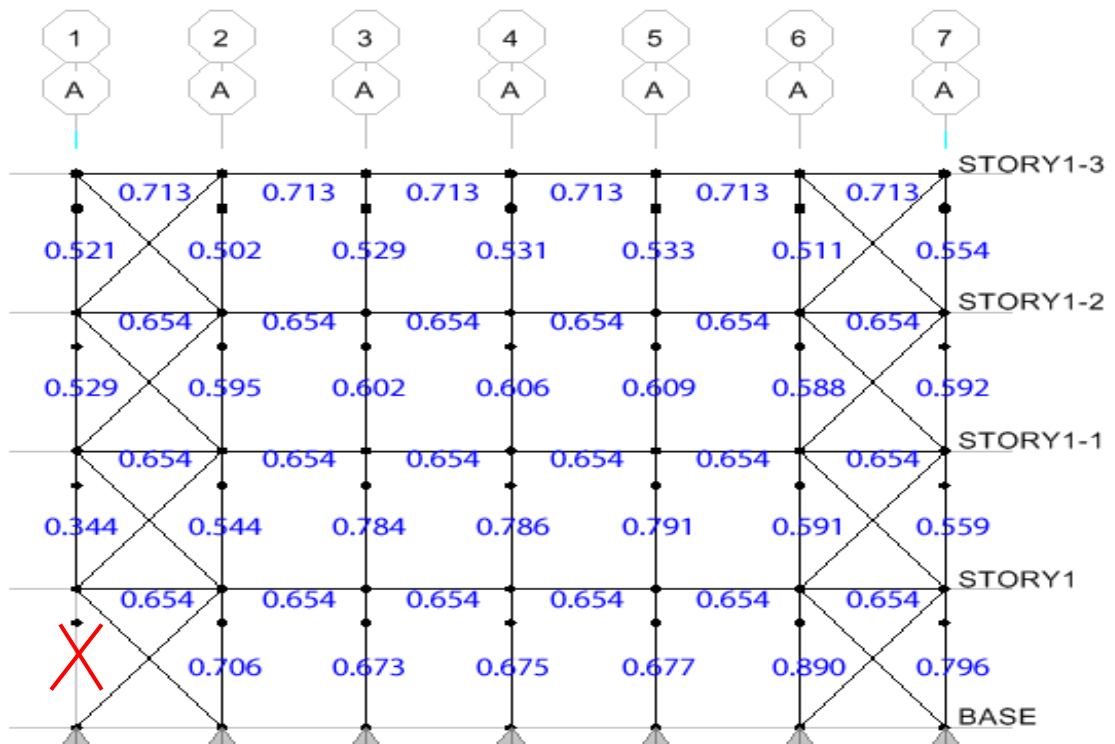 1 2 3 4 5 6 7
A A A A A A A
STORY1-3
0.713 0.713 0.713 0.713 0.713 0.713
0.521 0.502 0.529 0.531 0.533 0.511 0.554
STORY1-2
0.654 0.654 0.654 0.654 0.654 0.654
0.529 0.595 0.602 0.606 0.609 0.588 0.592
STORY1-1
0.654 0.654 0.654 0.654 0.654 0.654
0.344 0.544 0.784 0.786 0.791 0.591 0.559
STORY1
0.654 0.654 0.654 0.654 0.654 0.654
0.706 0.673 0.675 0.677 0.890 0.796
BASE